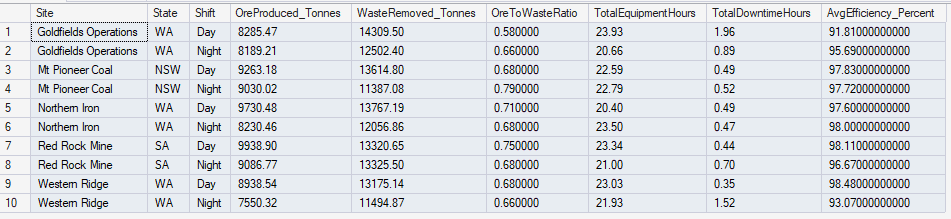 Site State Shift OreProduced_Tonnes WasteRemoved_Tonnes OreToWasteRatio TotalEquipmentHours TotalDowntimeHours AvgEfficiency_Percent
1 Goldfields Operations WA Day 8285.47 14309.50 0.580000 23.93 1.96 91.81000000000
2 Goldfields Operations WA Night 8189.21 12502.40 0.660000 20.66 0.89 95.69000000000
3 Mt Pioneer Coal NSW Day 9263.18 13614.80 0.680000 22.59 0.49 97.83000000000
4 Mt Pioneer Coal NSW Night 9030.02 11387.08 0.790000 22.79 0.52 97.72000000000
5 Northern Iron WA Day 9730.48 13767.19 0.710000 20.40 0.49 97.60000000000
6 Northern Iron WA Night 8230.46 12056.86 0.680000 23.50 0.47 98.00000000000
7 Red Rock Mine SA Day 9938.90 13320.65 0.750000 23.34 0.44 98.11000000000
8 Red Rock Mine SA Night 9086.77 13325.50 0.680000 21.00 0.70 96.67000000000
9 Western Ridge WA Day 8938.54 13175.14 0.680000 23.03 0.35 98.48000000000
10 Western Ridge WA Night 7550.32 11494.87 0.660000 21.93 1.52 93.07000000000